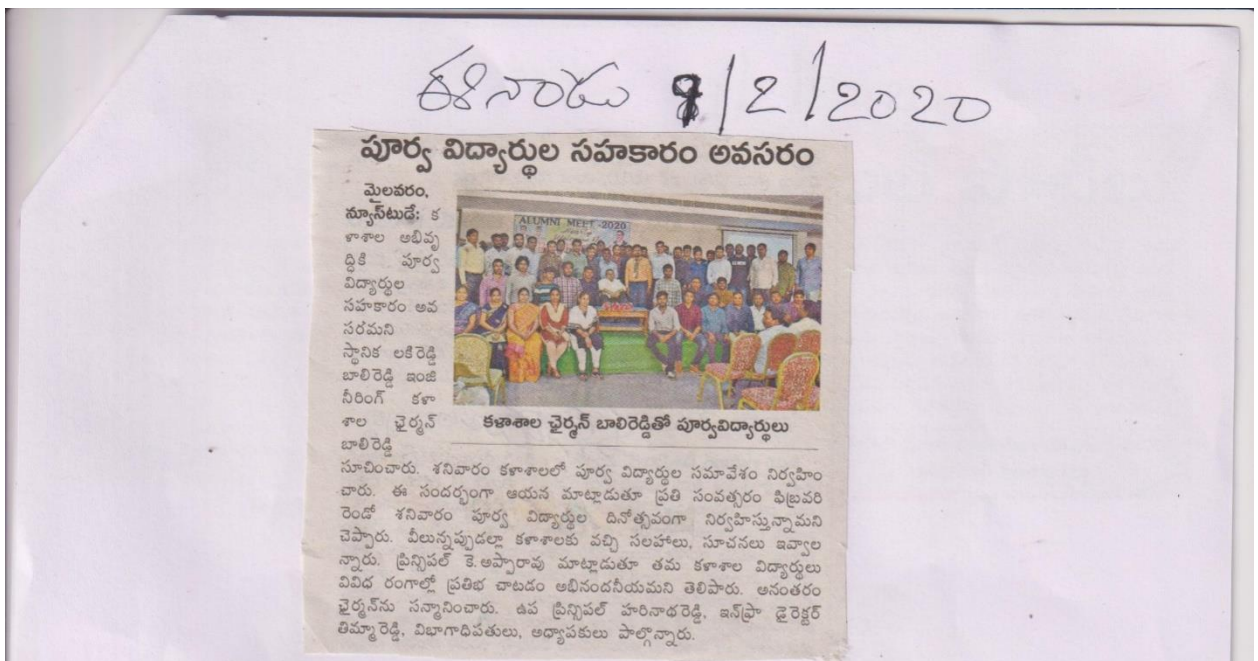 ఈనాడు 9/2/2020
పూర్వ విద్యార్థుల సహకారం అవసరం
మైలవరం,
న్యూస్‌టుడే: క
ళాశాల అభివృ
ద్ధికి పూర్వ
విద్యార్థుల
సహకారం అవ
సరమని
స్థానిక లకిరెడ్డి
బాలిరెడ్డి ఇంజి
నీరింగ్ కళా
శాల ఛైర్మన్
బాలిరెడ్డి
ALUMNI MEET -2020
కళాశాల ఛైర్మన్ బాలిరెడ్డితో పూర్వవిద్యార్థులు
సూచించారు. శనివారం కళాశాలలో పూర్వ విద్యార్థుల సమావేశం నిర్వహిం
చారు. ఈ సందర్భంగా ఆయన మాట్లాడుతూ ప్రతి సంవత్సరం ఫిబ్రవరి
రెండో శనివారం పూర్వ విద్యార్థుల దినోత్సవంగా నిర్వహిస్తున్నామని
చెప్పారు. వీలున్నప్పుడల్లా కళాశాలకు వచ్చి సలహాలు, సూచనలు ఇవ్వాల
న్నారు. ప్రిన్సిపల్ కె.అప్పారావు మాట్లాడుతూ తమ కళాశాల విద్యార్థులు
వివిధ రంగాల్లో ప్రతిభ చాటడం అభినందనీయమని తెలిపారు. అనంతరం
ఛైర్మన్‌ను సన్మానించారు. ఉప ప్రిన్సిపల్ హరినాథరెడ్డి, ఇన్‌ఫ్రా డైరెక్టర్
తిమ్మారెడ్డి, విభాగాధిపతులు, అధ్యాపకులు పాల్గొన్నారు.